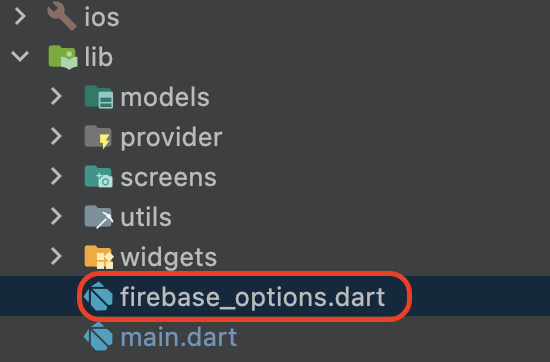 ios
lib
models
provider
screens
utils
widgets
firebase_options.dart
main.dart